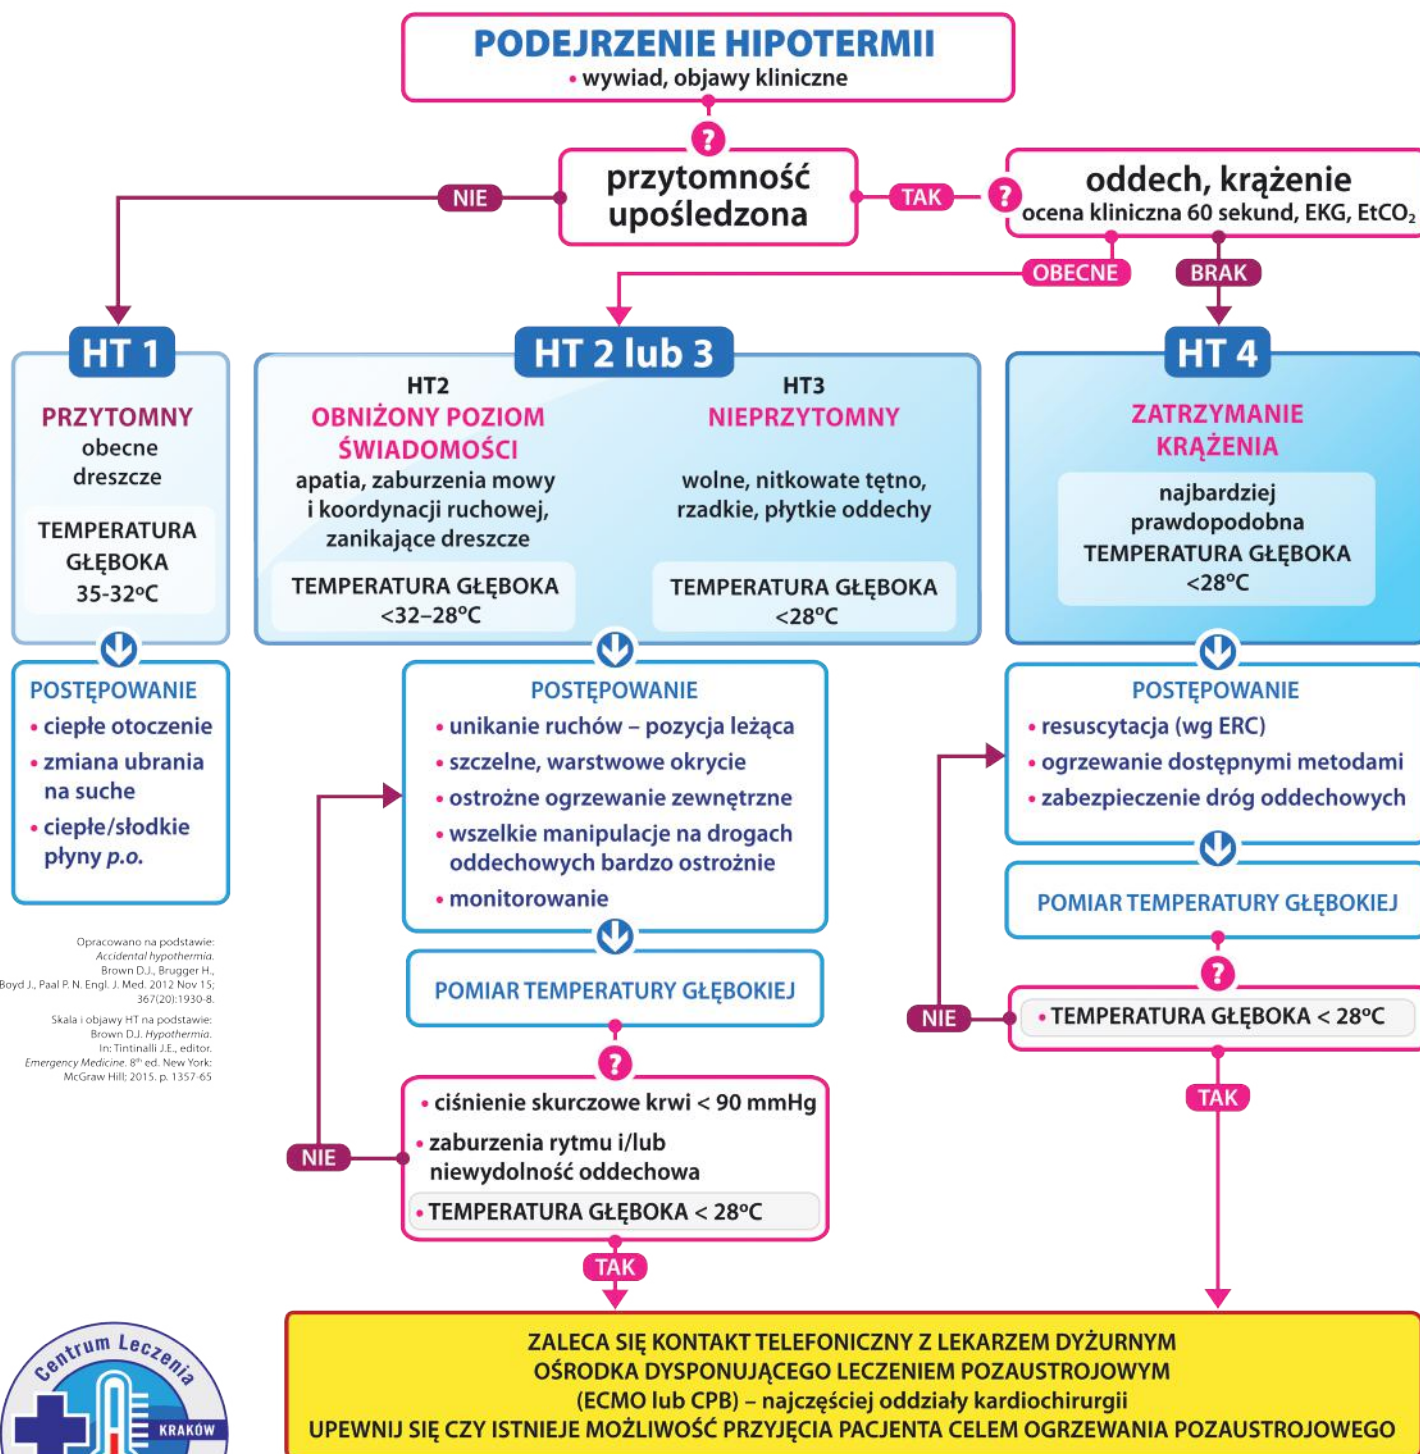 PODEJRZENIE HIPOTERMII
• wywiad, objawy kliniczne
?
przytomność
upośledzona
NIE
TAK
?
oddech, krążenie
ocena kliniczna 60 sekund, EKG, EtCO₂
OBECNE
BRAK
HT 1
PRZYTOMNY
obecne
dreszcze
TEMPERATURA
GŁĘBOKA
35-32ºC
HT 2 lub 3
HT2
OBNIŻONY POZIOM
ŚWIADOMOŚCI
apatia, zaburzenia mowy
i koordynacji ruchowej,
zanikające dreszcze
TEMPERATURA GŁĘBOKA
<32–28ºC
HT3
NIEPRZYTOMNY
wolne, nitkowate tętno,
rzadkie, płytkie oddechy
TEMPERATURA GŁĘBOKA
<28ºC
HT 4
ZATRZYMANIE
KRĄŻENIA
najbardziej
prawdopodobna
TEMPERATURA GŁĘBOKA
<28ºC
POSTĘPOWANIE
• ciepłe otoczenie
• zmiana ubrania
na suche
• ciepłe/słodkie
płyny p.o.
POSTĘPOWANIE
• unikanie ruchów – pozycja leżąca
• szczelne, warstwowe okrycie
• ostrożne ogrzewanie zewnętrzne
• wszelkie manipulacje na drogach
oddechowych bardzo ostrożnie
• monitorowanie
POMIAR TEMPERATURY GŁĘBOKIEJ
?
• ciśnienie skurczowe krwi < 90 mmHg
• zaburzenia rytmu i/lub
niewydolność oddechowa
• TEMPERATURA GŁĘBOKA < 28ºC
NIE
TAK
POSTĘPOWANIE
• resuscytacja (wg ERC)
• ogrzewanie dostępnymi metodami
• zabezpieczenie dróg oddechowych
POMIAR TEMPERATURY GŁĘBOKIEJ
?
• TEMPERATURA GŁĘBOKA < 28ºC
NIE
TAK
Opracowano na podstawie:
Accidental hypothermia.
Brown D.J., Brugger H.,
Boyd J., Paal P. N. Engl. J. Med. 2012 Nov 15;
367(20):1930-8.
Skala i objawy HT na podstawie:
Brown D.J. Hypothermia.
In: Tintinalli J.E., editor.
Emergency Medicine. 8th ed. New York:
McGraw Hill; 2015. p. 1357-65
ZALECA SIĘ KONTAKT TELEFONICZNY Z LEKARZEM DYŻURNYM
OŚRODKA DYSPONUJĄCEGO LECZENIEM POZAUSTROJOWYM
(ECMO lub CPB) – najczęściej oddziały kardiochirurgii
UPEWNIJ SIĘ CZY ISTNIEJE MOŻLIWOŚĆ PRZYJĘCIA PACJENTA CELEM OGRZEWANIA POZAUSTROJOWEGO
Centrum Leczenia
KRAKÓW